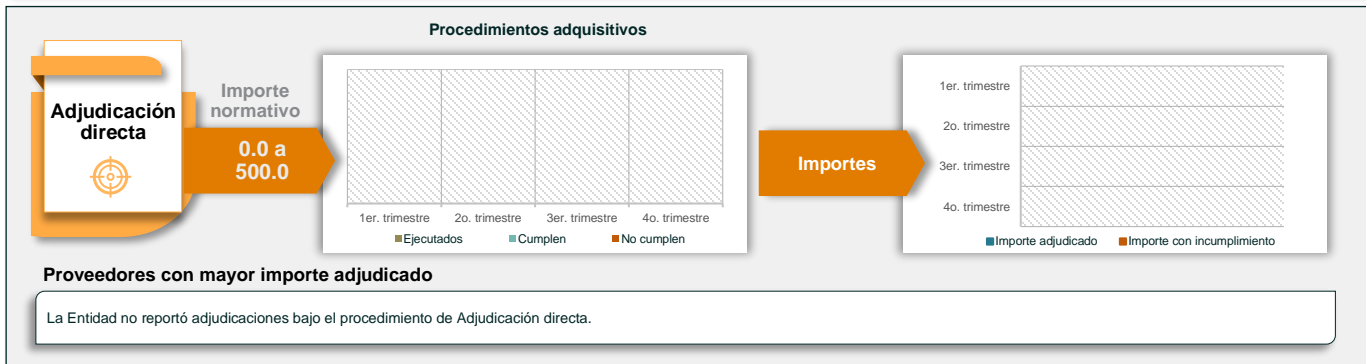 Procedimientos adquisitivos
Adjudicación
directa
Importe
normativo
0.0 a
500.0
1er. trimestre 2o. trimestre 3er. trimestre 4o. trimestre
Ejecutados Cumplen No cumplen
Importes
1er. trimestre
2o. trimestre
3er. trimestre
4o. trimestre
Importe adjudicado Importe con incumplimiento
Proveedores con mayor importe adjudicado
La Entidad no reportó adjudicaciones bajo el procedimiento de Adjudicación directa.